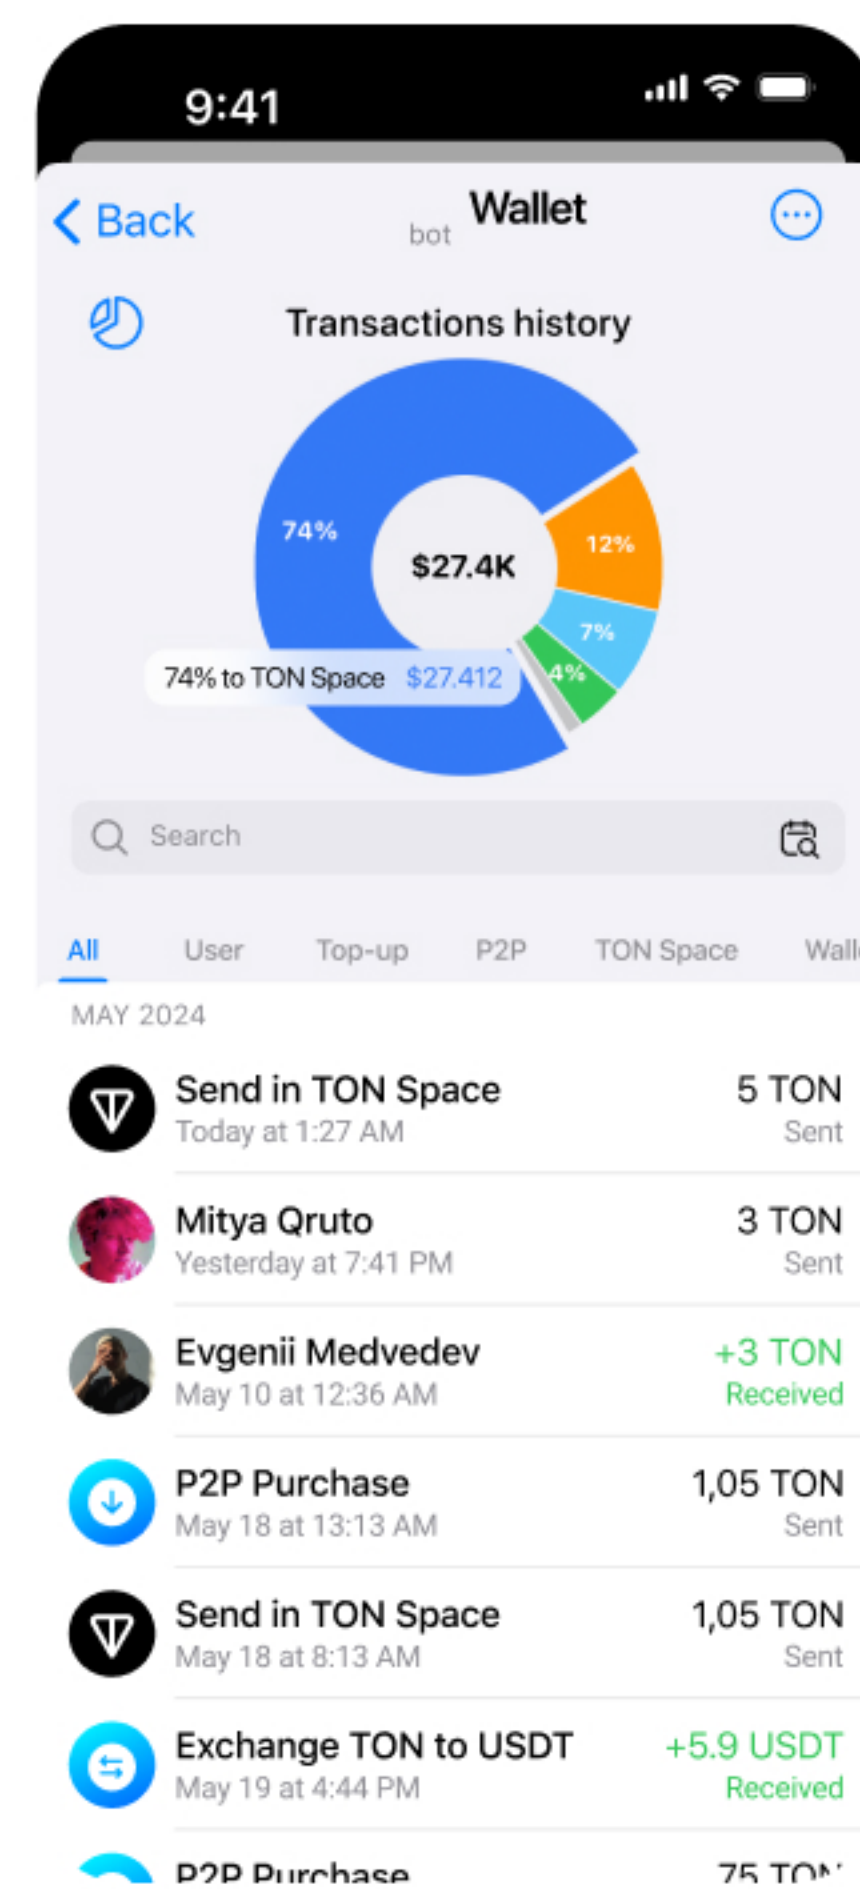 9:41
Back
bot Wallet
Transactions history
74%
12%
$27.4K
7%
4%
74% to TON Space $27.412
Search
All User Top-up P2P TON Space Walle
MAY 2024
Send in TON Space 5 TON
Today at 1:27 AM Sent
Mitya Qruto 3 TON
Yesterday at 7:41 PM Sent
Evgenii Medvedev +3 TON
May 10 at 12:36 AM Received
P2P Purchase 1,05 TON
May 18 at 13:13 AM Sent
Send in TON Space 1,05 TON
May 18 at 8:13 AM Sent
Exchange TON to USDT +5.9 USDT
May 19 at 4:44 PM Received
P2P Purchase 75 TON